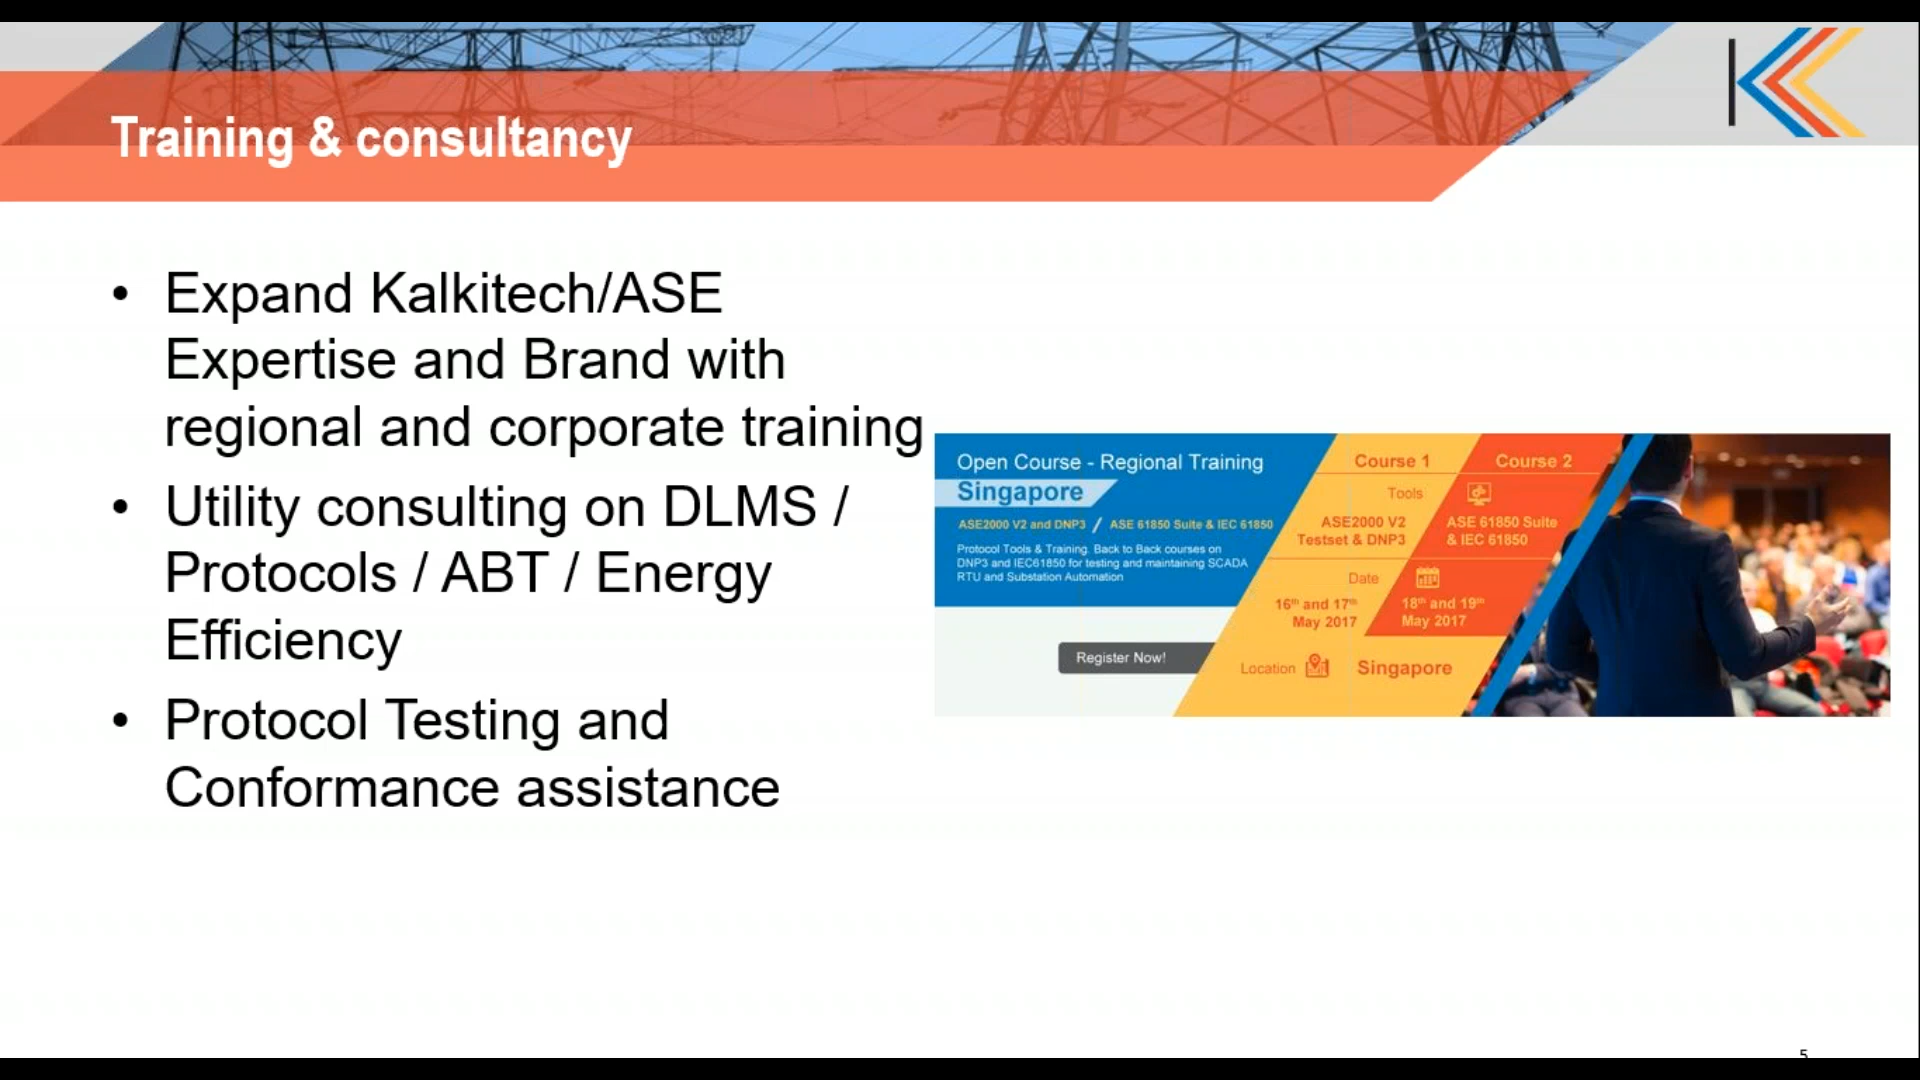 Training & consultancy
• Expand Kalkitech/ASE
Expertise and Brand with
regional and corporate training
• Utility consulting on DLMS /
Protocols / ABT / Energy
Efficiency
• Protocol Testing and
Conformance assistance
Open Course - Regional Training
Singapore
ASE2000 V2 and DNP3 / ASE 61850 Suite & IEC 61850
Protocol Tools & Training. Back to Back courses on
DNP3 and IEC61850 for testing and maintaining SCADA
RTU and Substation Automation
Register Now!
Course 1
Course 2
Tools
ASE2000 V2
Testset & DNP3
ASE 61850 Suite
& IEC 61850
Date
16th and 17th
May 2017
18th and 19th
May 2017
Location
Singapore
5